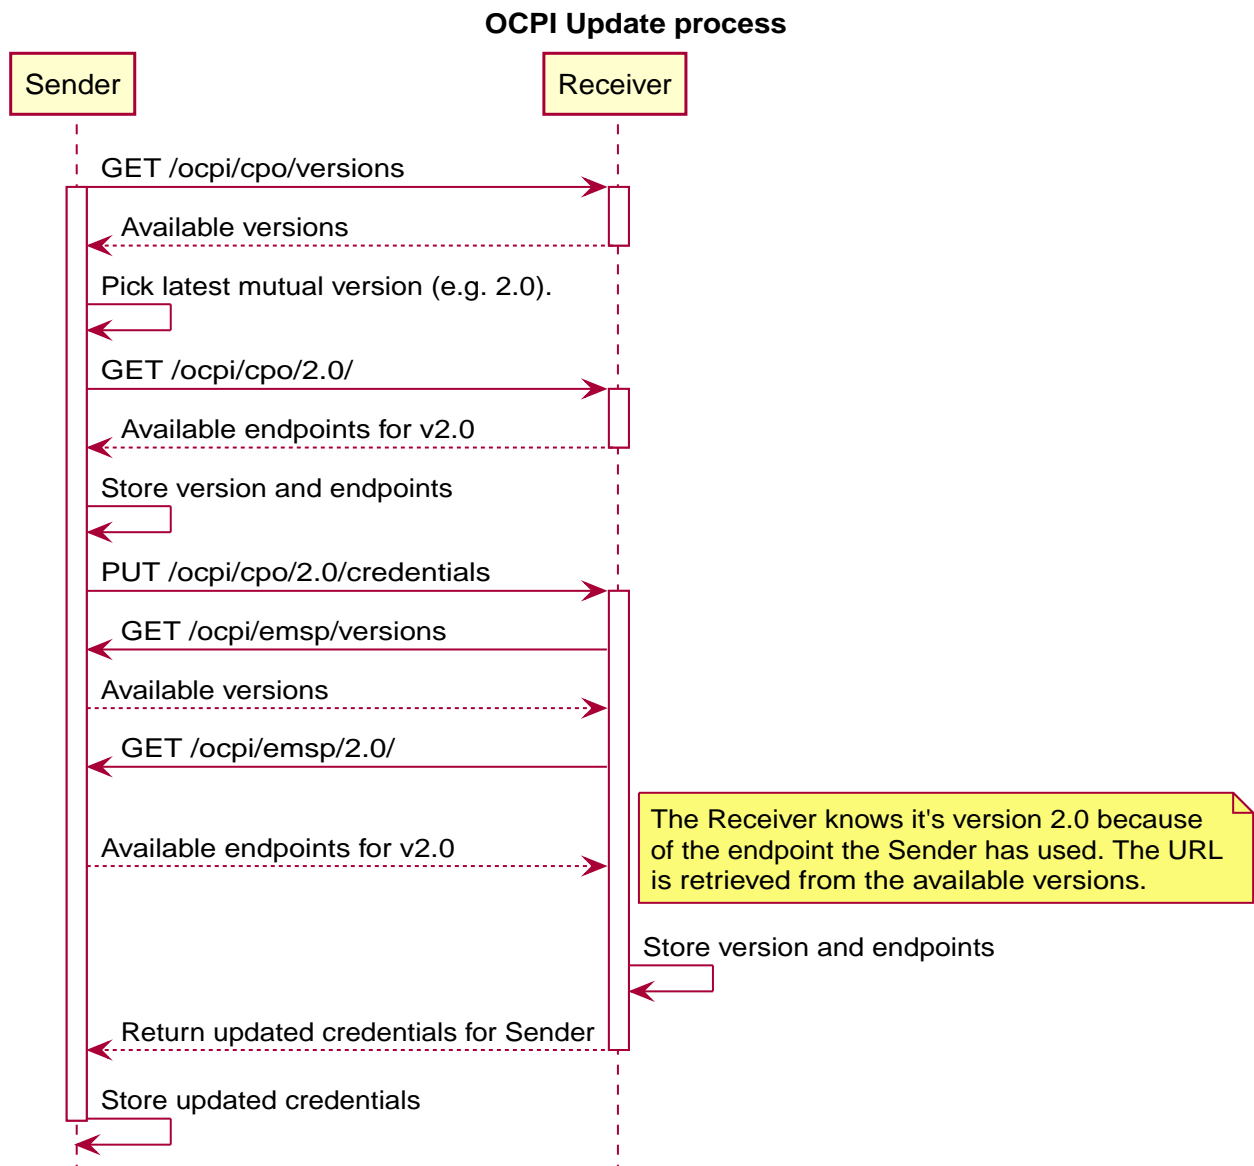 OCPI Update process
Sender
Receiver
GET /ocpi/cpo/versions
Available versions
Pick latest mutual version (e.g. 2.0).
GET /ocpi/cpo/2.0/
Available endpoints for v2.0
Store version and endpoints
PUT /ocpi/cpo/2.0/credentials
GET /ocpi/emsp/versions
Available versions
GET /ocpi/emsp/2.0/
Available endpoints for v2.0
The Receiver knows it's version 2.0 because
of the endpoint the Sender has used. The URL
is retrieved from the available versions.
Store version and endpoints
Return updated credentials for Sender
Store updated credentials